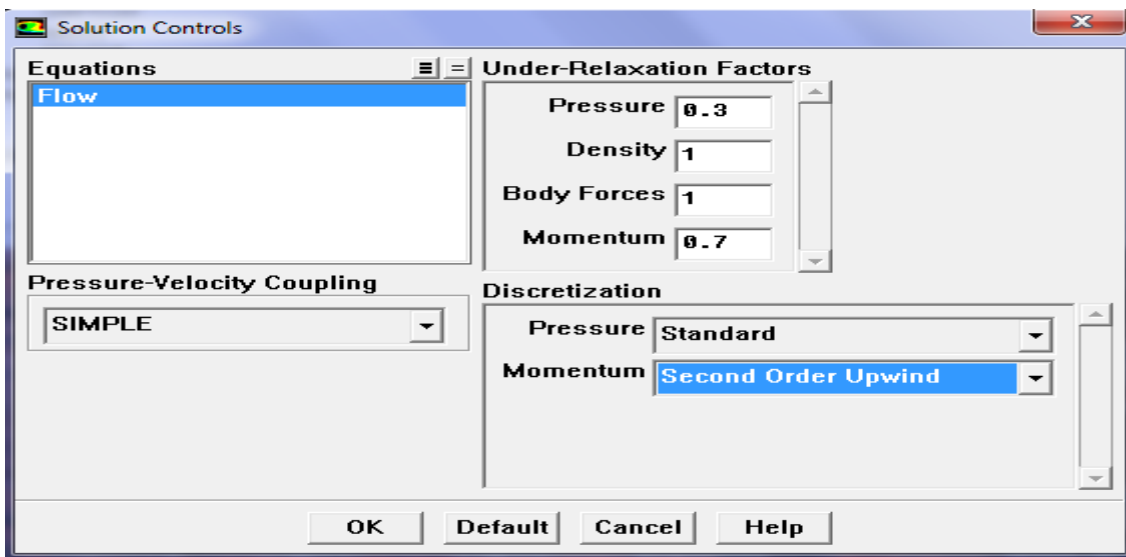 Solution Controls
Equations
Flow
Under-Relaxation Factors
Pressure 0.3
Density 1
Body Forces 1
Momentum 0.7
Pressure-Velocity Coupling
SIMPLE
Discretization
Pressure Standard
Momentum Second Order Upwind
OK Default Cancel Help